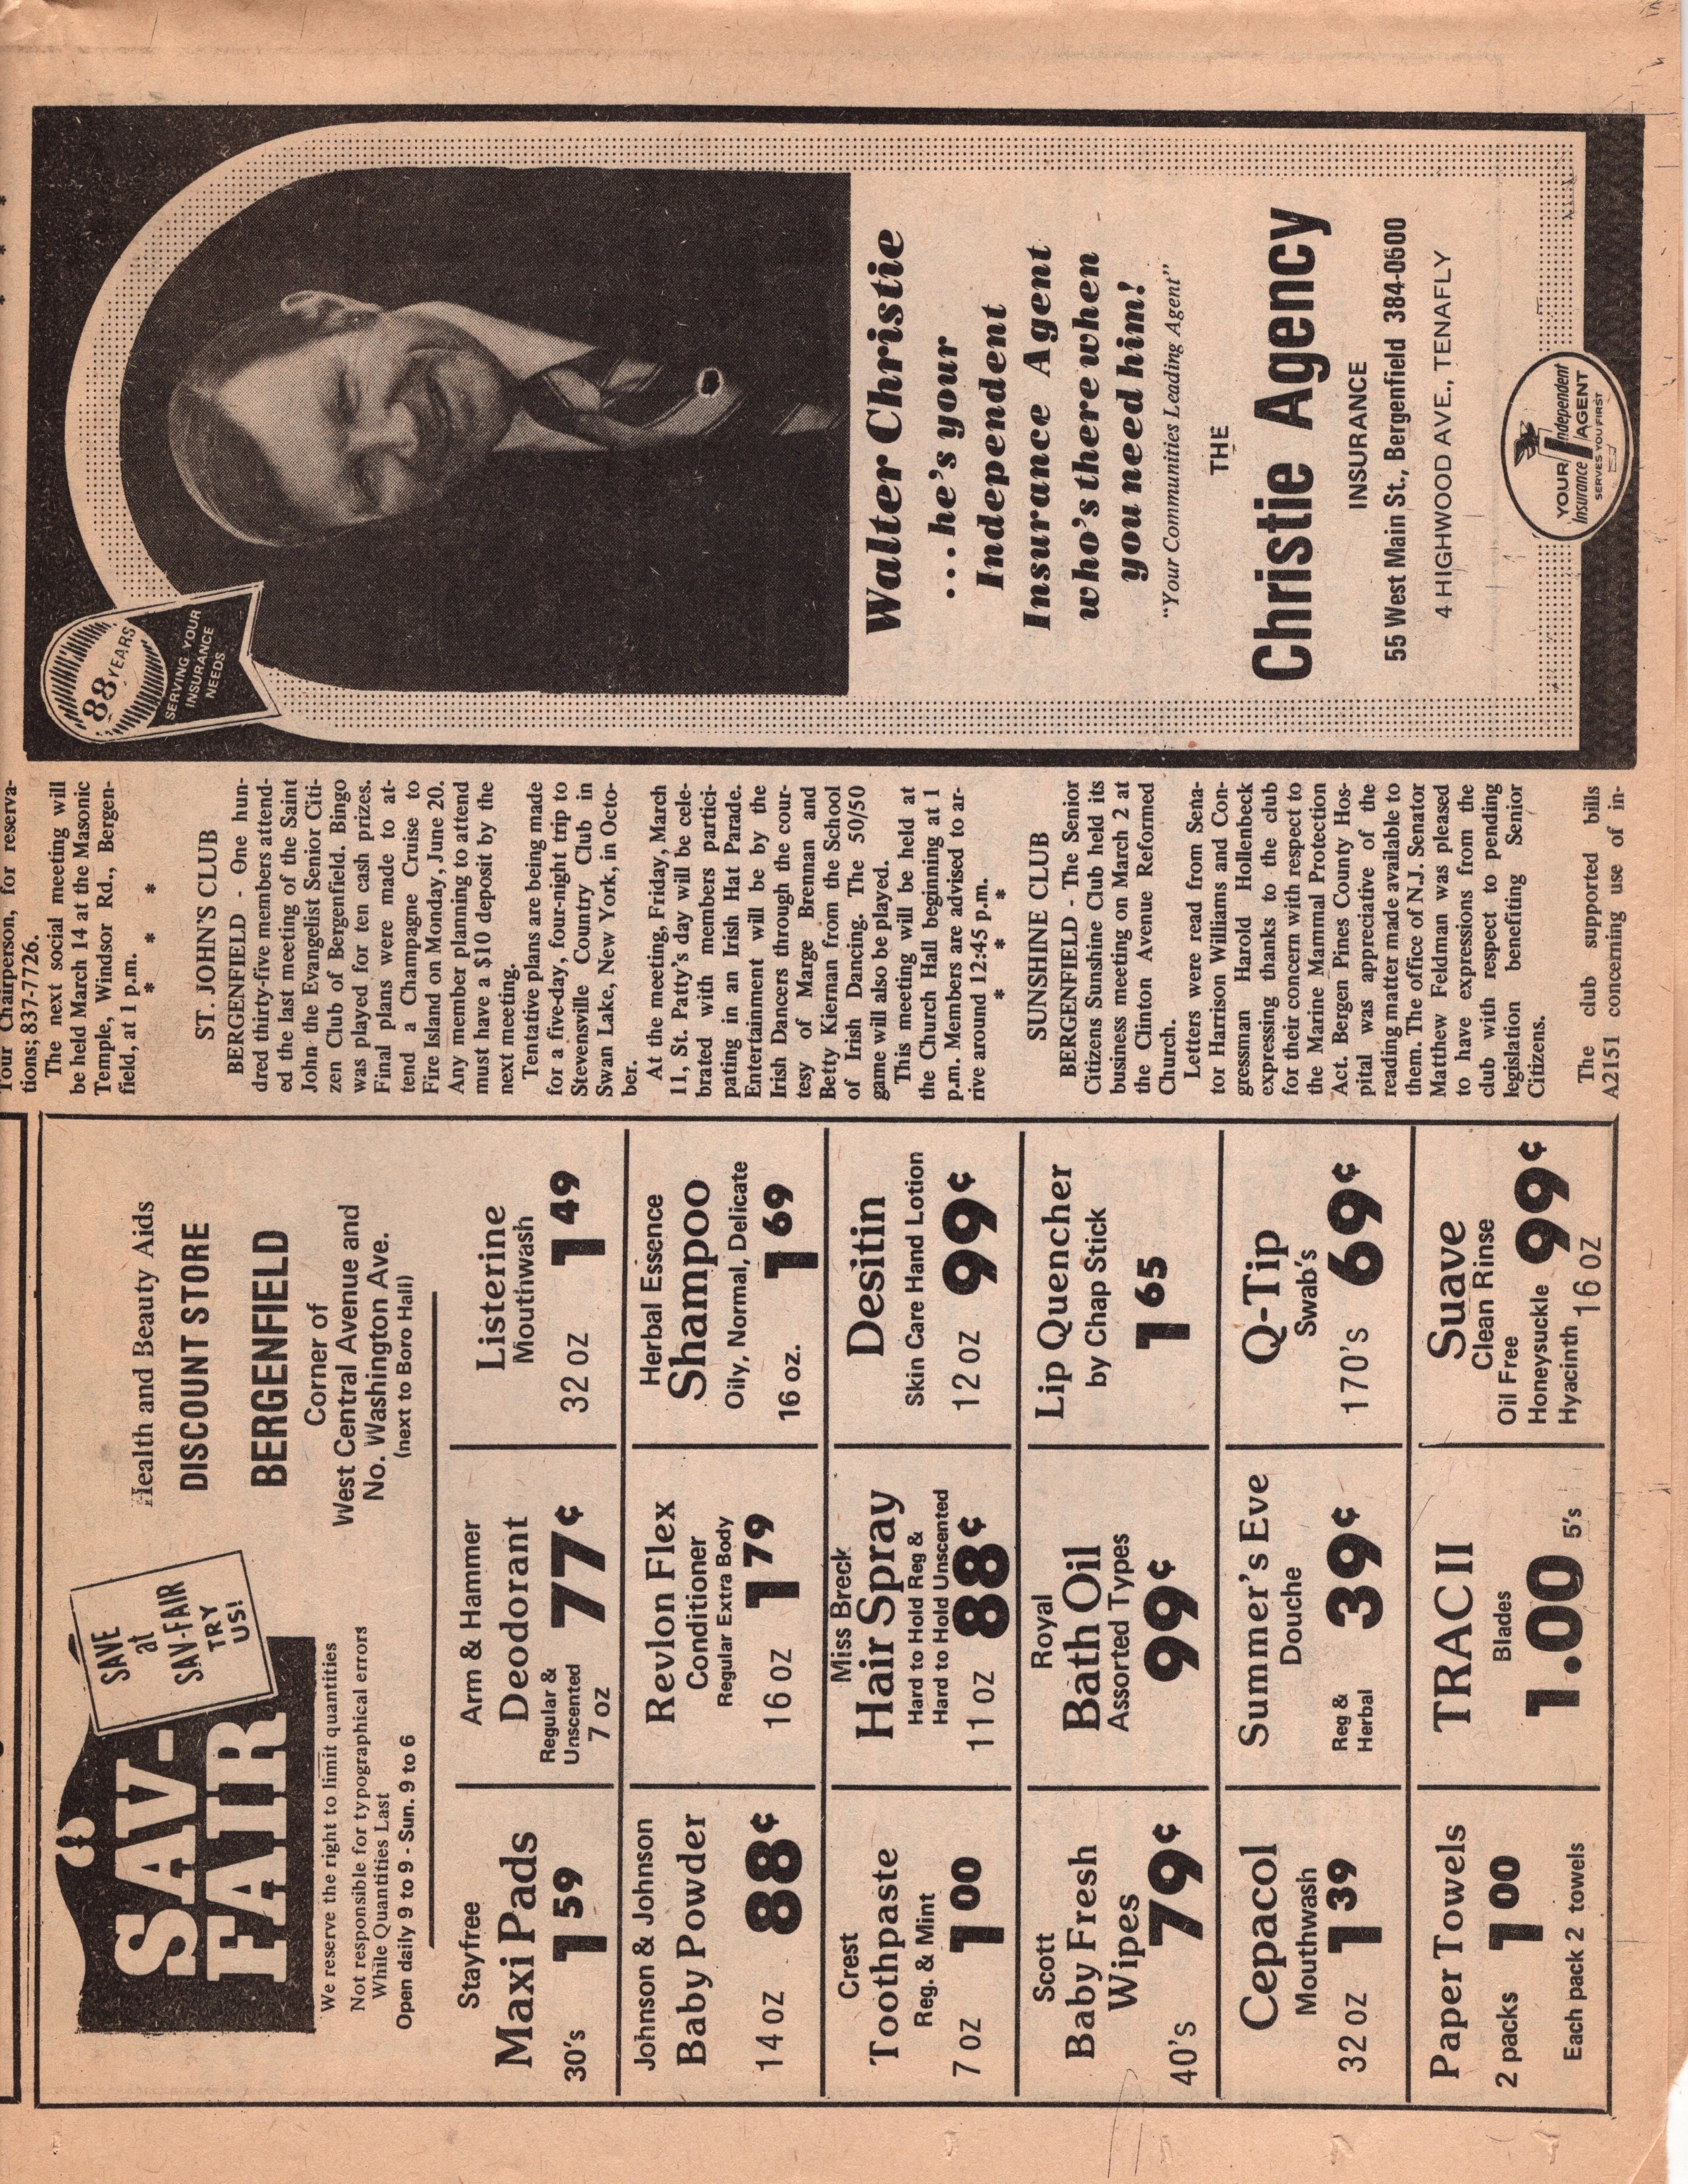 SAV-
FAIR
SAVE
at
SAV-FAIR
TRY
US!
Health and Beauty Aids
DISCOUNT STORE
BERGENFIELD
Corner of
West Central Avenue and
No. Washington Ave.
(next to Boro Hall)
We reserve the right to limit quantities
Not responsible for typographical errors
While Quantities Last
Open daily 9 to 9 - Sun. 9 to 6
Stayfree
Maxi Pads
30's 1 59
Arm & Hammer
Deodorant
Regular &
Unscented
7 oz 77¢
Listerine
Mouthwash
32 OZ 1 49
Johnson & Johnson
Baby Powder
14 OZ 88¢
Revlon Flex
Conditioner
Regular Extra Body
16 OZ 1 79
Herbal Essence
Shampoo
Oily, Normal, Delicate
16 oz. 1 69
Crest
Toothpaste
Reg. & Mint
7 OZ 1 00
Miss Breck
Hair Spray
Hard to Hold Reg &
Hard to Hold Unscented
11 OZ 88¢
Desitin
Skin Care Hand Lotion
12 OZ 99¢
Scott
Baby Fresh
Wipes
40's 79¢
Royal
Bath Oil
Assorted Types
99¢
Lip Quencher
by Chap Stick
1 65
Cepacol
Mouthwash
32 OZ 1 39
Summer's Eve
Douche
Reg &
Herbal 39¢
Q-Tip
Swab's
170's 69¢
Paper Towels
2 packs 1 00
Each pack 2 towels
TRAC II
Blades
1.00 5's
Suave
Clean Rinse
Oil Free
Honeysuckle 99¢
Hyacinth 16 OZ
Tour Chairperson, for reserva-
tions; 837-7726.
The next social meeting will
be held March 14 at the Masonic
Temple, Windsor Rd., Bergen-
field, at 1 p.m.
* * *
ST. JOHN'S CLUB
BERGENFIELD - One hun-
dred thirty-five members attend-
ed the last meeting of the Saint
John the Evangelist Senior Citi-
zen Club of Bergenfield. Bingo
was played for ten cash prizes.
Final plans were made to at-
tend a Champagne Cruise to
Fire Island on Monday, June 20.
Any member planning to attend
must have a $10 deposit by the
next meeting.
Tentative plans are being made
for a five-day, four-night trip to
Stevensville Country Club in
Swan Lake, New York, in Octo-
ber.
At the meeting, Friday, March
11, St. Patty's day will be cele-
brated with members partici-
pating in an Irish Hat Parade.
Entertainment will be by the
Irish Dancers through the cour-
tesy of Marge Brennan and
Betty Kiernan from the School
of Irish Dancing. The 50/50
game will also be played.
This meeting will be held at
the Church Hall beginning at 1
p.m. Members are advised to ar-
rive around 12:45 p.m.
* * *
SUNSHINE CLUB
BERGENFIELD - The Senior
Citizens Sunshine Club held its
business meeting on March 2 at
the Clinton Avenue Reformed
Church.
Letters were read from Sena-
tor Harrison Williams and Con-
gressman Harold Hollenbeck
expressing thanks to the club
for their concern with respect to
the Marine Mammal Protection
Act. Bergen Pines County Hos-
pital was appreciative of the
reading matter made available to
them. The office of N.J. Senator
Matthew Feldman was pleased
to have expressions from the
club with respect to pending
legislation benefiting Senior
Citizens.
The club supported bills
A2151 concerning use of in-
88 YEARS
SERVING YOUR
INSURANCE
NEEDS
Walter Christie
...he's your
Independent
Insurance Agent
who's there when
you need him!
"Your Communities Leading Agent"
THE
Christie Agency
INSURANCE
55 West Main St., Bergenfield 384-0600
4 HIGHWOOD AVE., TENAFLY
YOUR Independent
Insurance AGENT
SERVES YOU FIRST